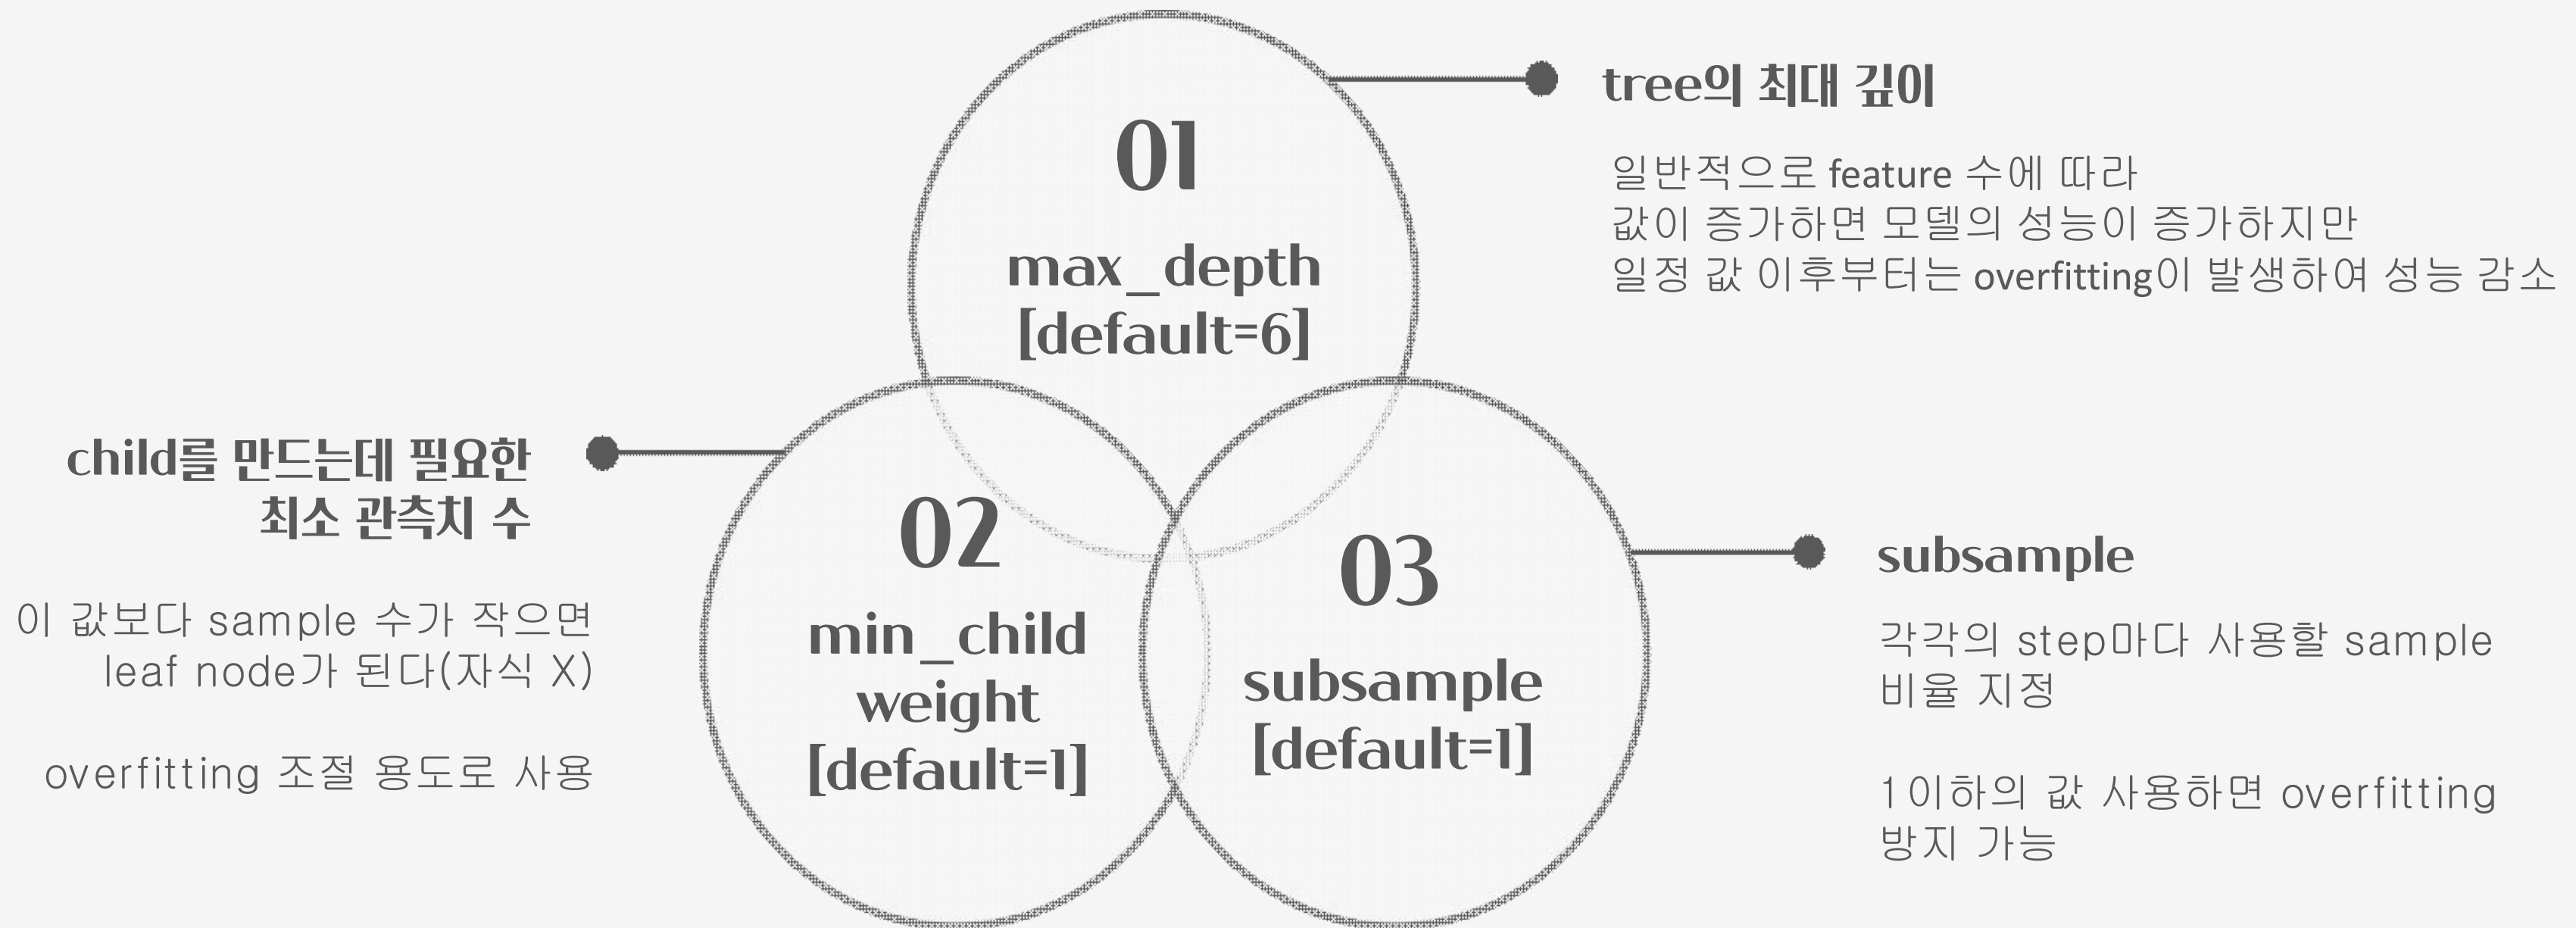 01
max_depth
[default=6]
tree의 최대 깊이
일반적으로 feature 수에 따라
값이 증가하면 모델의 성능이 증가하지만
일정 값 이후부터는 overfitting이 발생하여 성능 감소
child를 만드는데 필요한
최소 관측치 수
이 값보다 sample 수가 작으면
leaf node가 된다(자식 X)
overfitting 조절 용도로 사용
02
min_child
weight
[default=1]
03
subsample
[default=1]
subsample
각각의 step마다 사용할 sample
비율 지정
1이하의 값 사용하면 overfitting
방지 가능